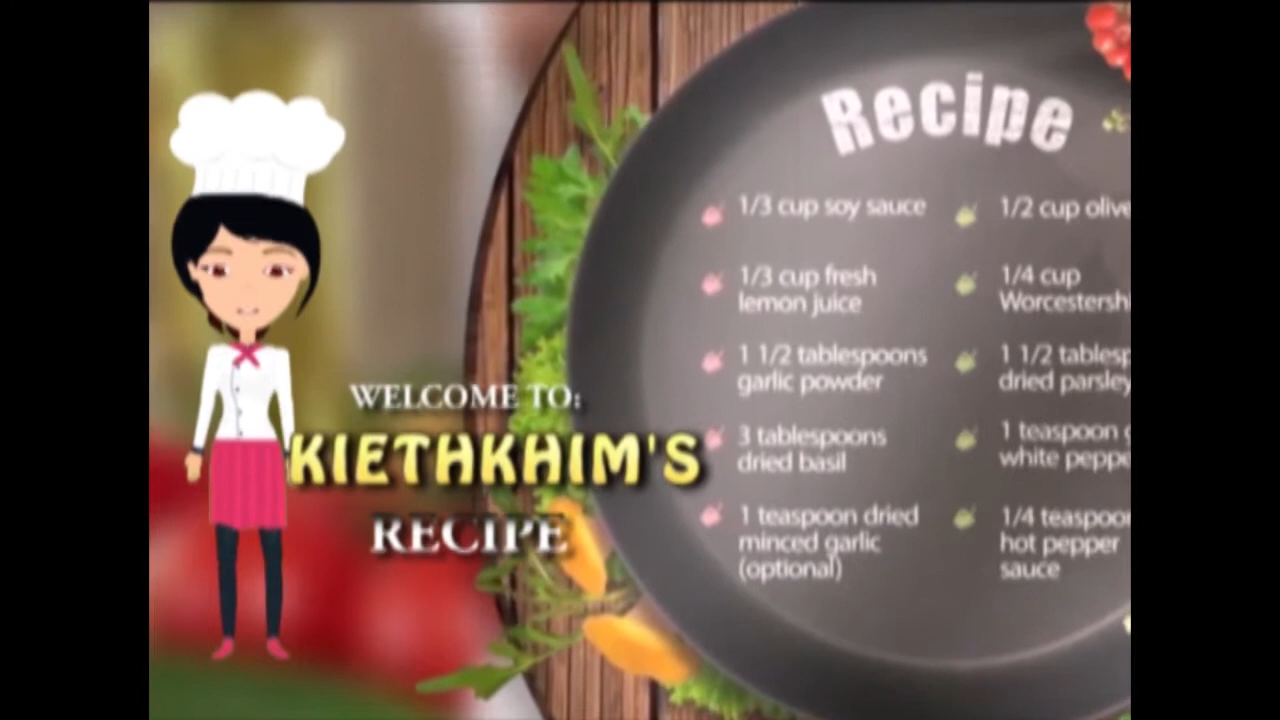 Recipe
1/3 cup soy sauce
1/3 cup fresh
lemon juice
1 1/2 tablespoons
garlic powder
3 tablespoons
dried basil
1 teaspoon dried
minced garlic
(optional)
1/2 cup olive
1/4 cup
Worcestersh
1 1/2 tablesp
dried parsley
1 teaspoon
white peppe
1/4 teaspoon
hot pepper
sauce
WELCOME TO:
KIETHKHIM'S
RECIPE